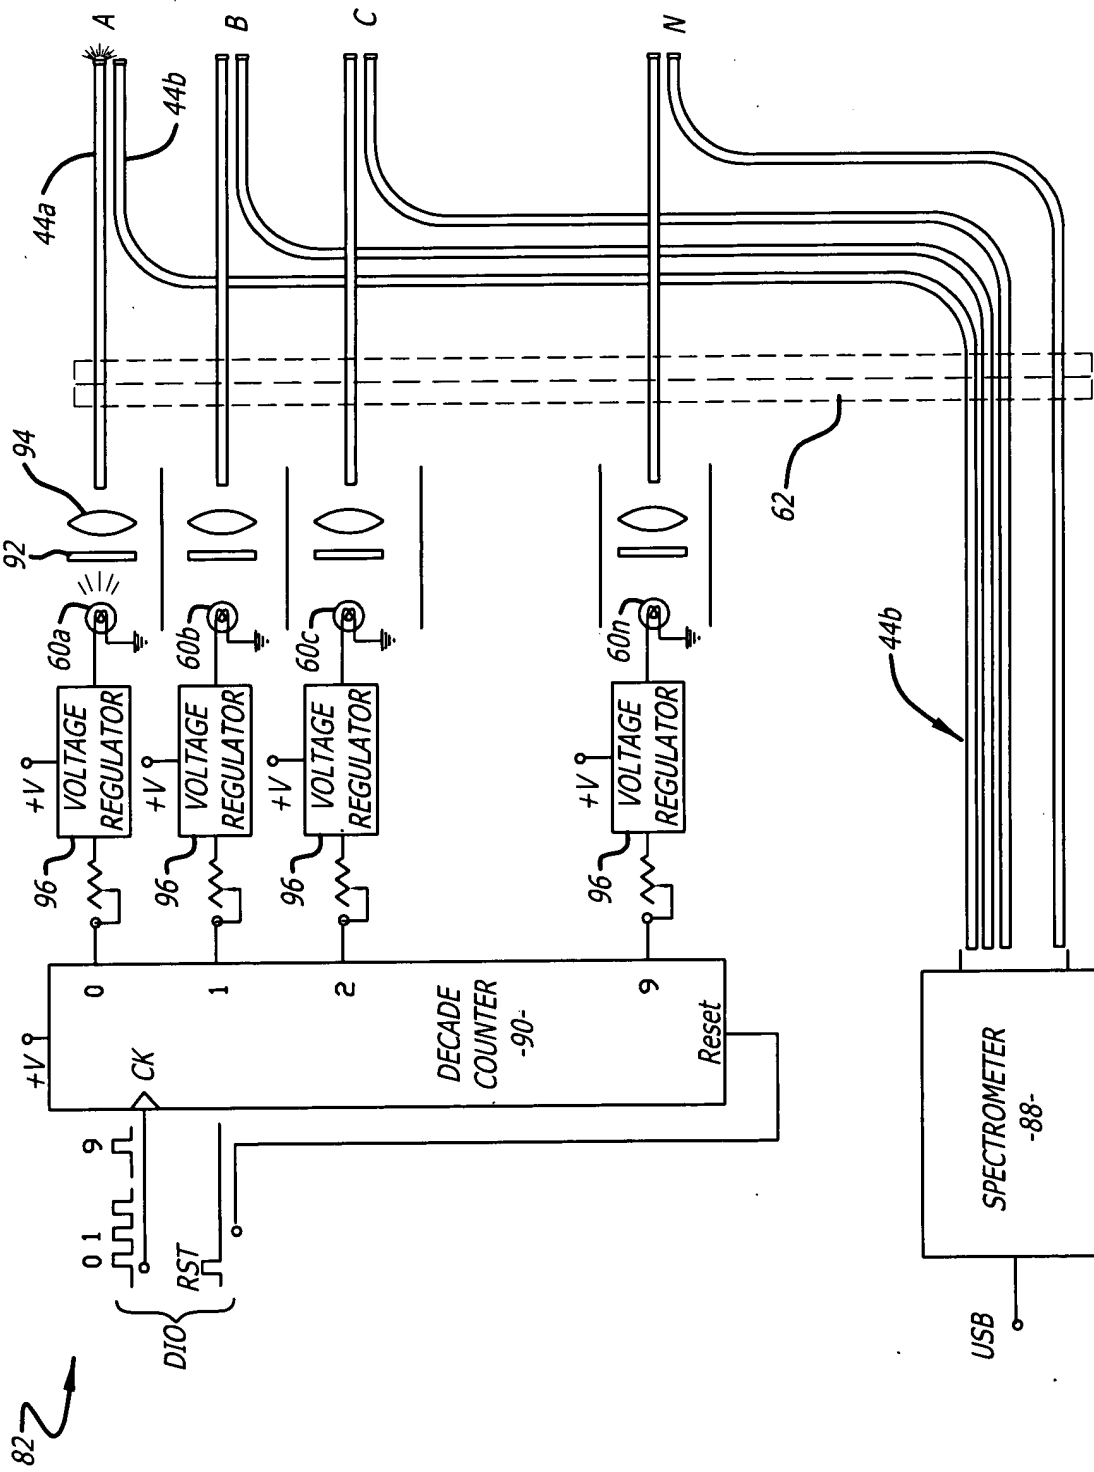 82
DIO
0 1
9
RST
+V
CK
0
1
2
9
DECADE
COUNTER
-90-
Reset
96
96
96
96
+V
+V
+V
+V
VOLTAGE
REGULATOR
VOLTAGE
REGULATOR
VOLTAGE
REGULATOR
VOLTAGE
REGULATOR
60a
60b
60c
60n
92
94
62
44a
44b
A
B
C
N
44b
USB
SPECTROMETER
-88-